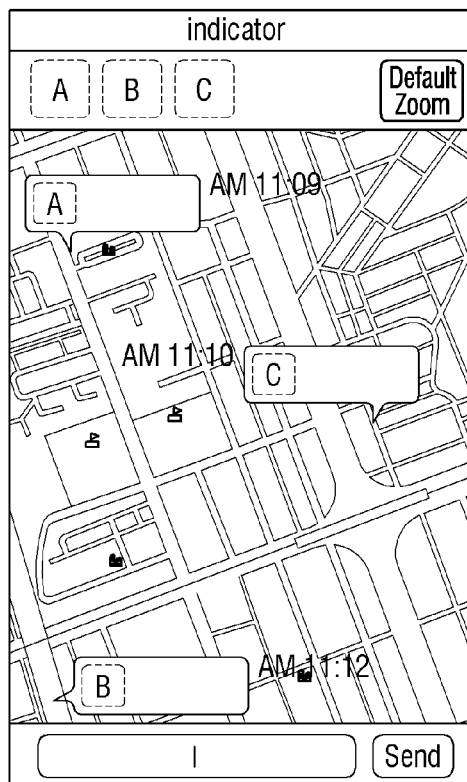 indicator
A B C Default Zoom
A AM 11:09
AM 11:10 C
B AM 11:12
Send